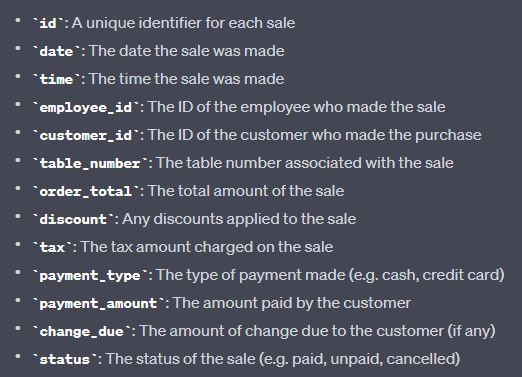 • `id`: A unique identifier for each sale
• `date`: The date the sale was made
• `time`: The time the sale was made
• `employee_id`: The ID of the employee who made the sale
• `customer_id`: The ID of the customer who made the purchase
• `table_number`: The table number associated with the sale
• `order_total`: The total amount of the sale
• `discount`: Any discounts applied to the sale
• `tax`: The tax amount charged on the sale
• `payment_type`: The type of payment made (e.g. cash, credit card)
• `payment_amount`: The amount paid by the customer
• `change_due`: The amount of change due to the customer (if any)
• `status`: The status of the sale (e.g. paid, unpaid, cancelled)